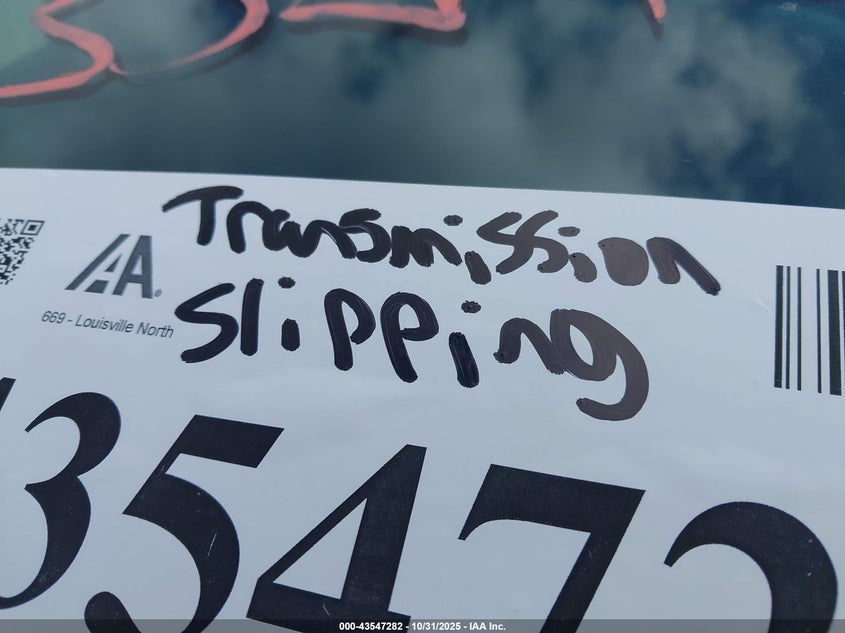 Transmission
Slipping
IAA
669 - Louisville North
35472
000-43547282 - 10/31/2025 - IAA Inc.